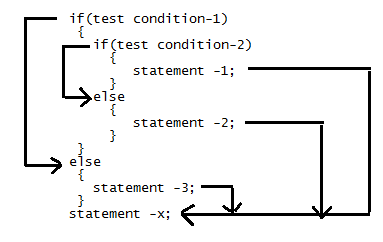 if(test condition-1)
{
if(test condition-2)
{
statement -1;
}
else
{
statement -2;
}
}
else
{
statement -3;
}
statement -x;